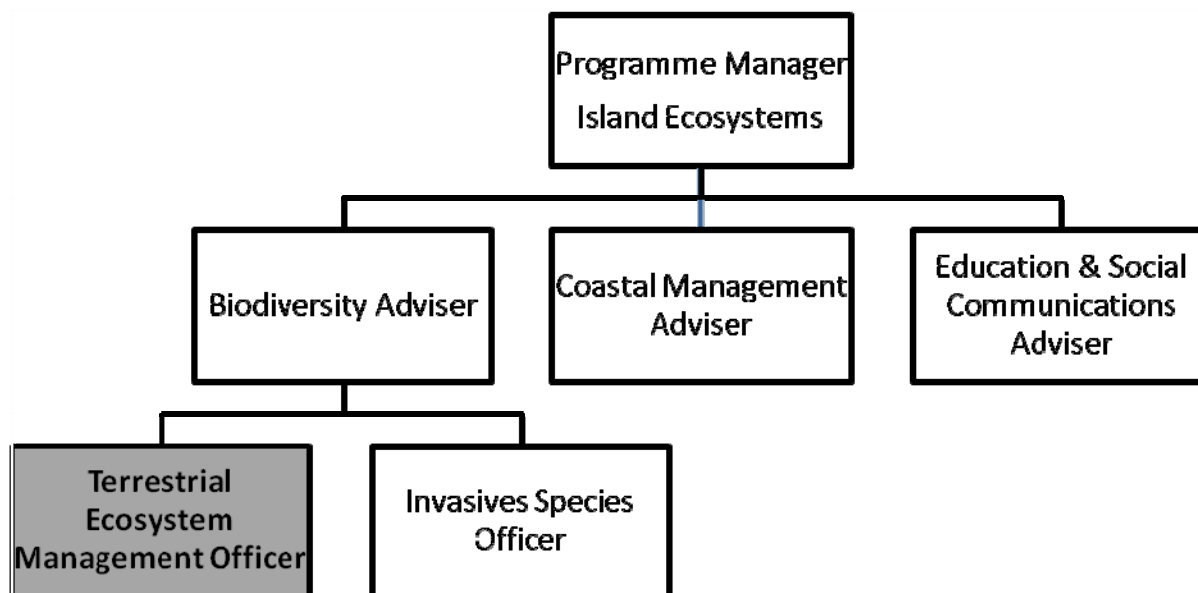 Programme Manager
Island Ecosystems
Biodiversity Adviser
Coastal Management
Adviser
Education & Social
Communications
Adviser
Terrestrial
Ecosystem
Management Officer
Invasives Species
Officer